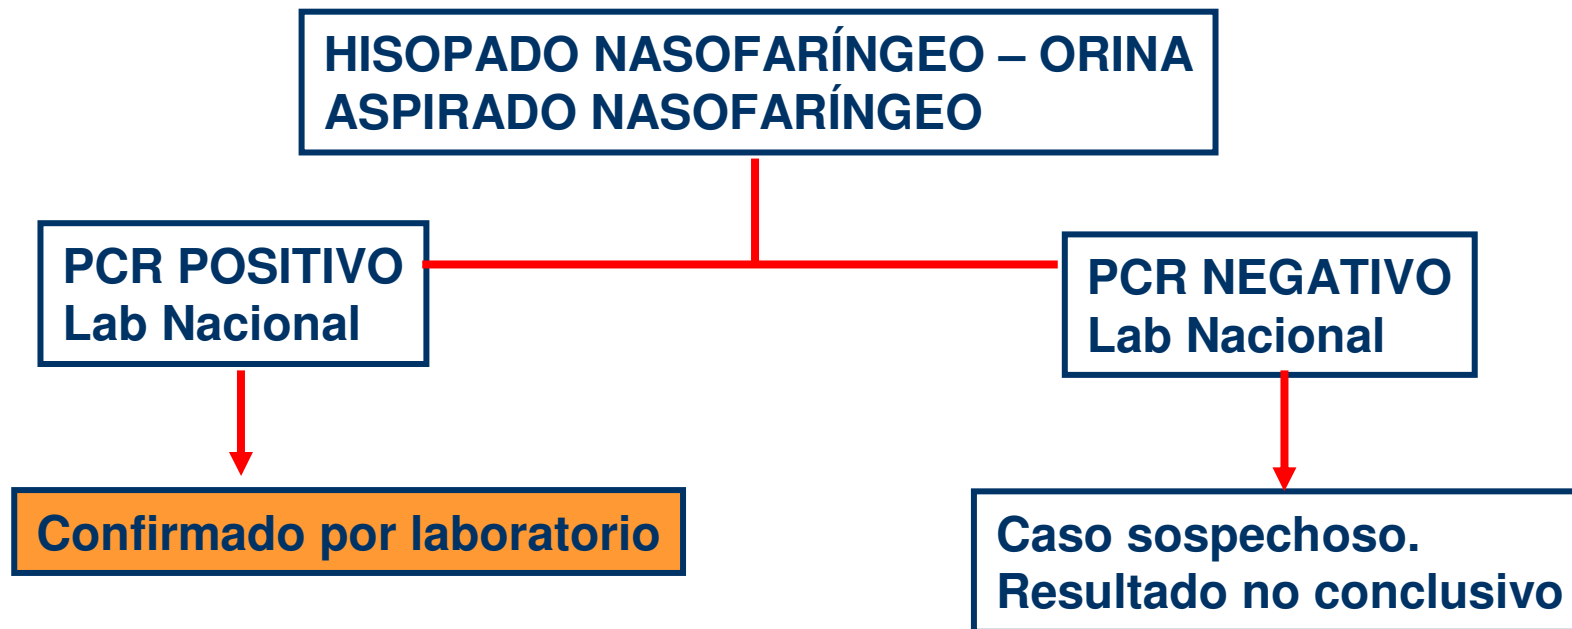 HISOPADO NASOFARÍNGEO – ORINA
ASPIRADO NASOFARÍNGEO
PCR POSITIVO
Lab Nacional
PCR NEGATIVO
Lab Nacional
Confirmado por laboratorio
Caso sospechoso.
Resultado no conclusivo